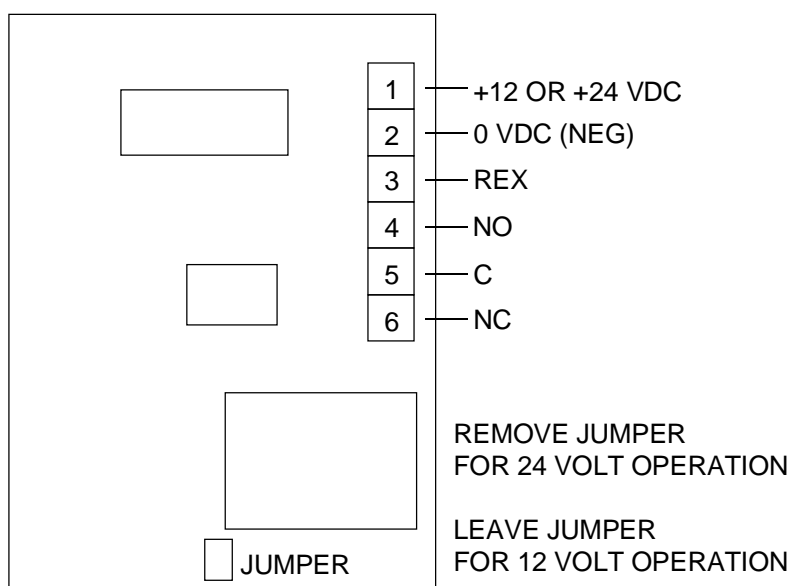 1 +12 OR +24 VDC
2 0 VDC (NEG)
3 REX
4 NO
5 C
6 NC
REMOVE JUMPER
FOR 24 VOLT OPERATION
LEAVE JUMPER
FOR 12 VOLT OPERATION
JUMPER